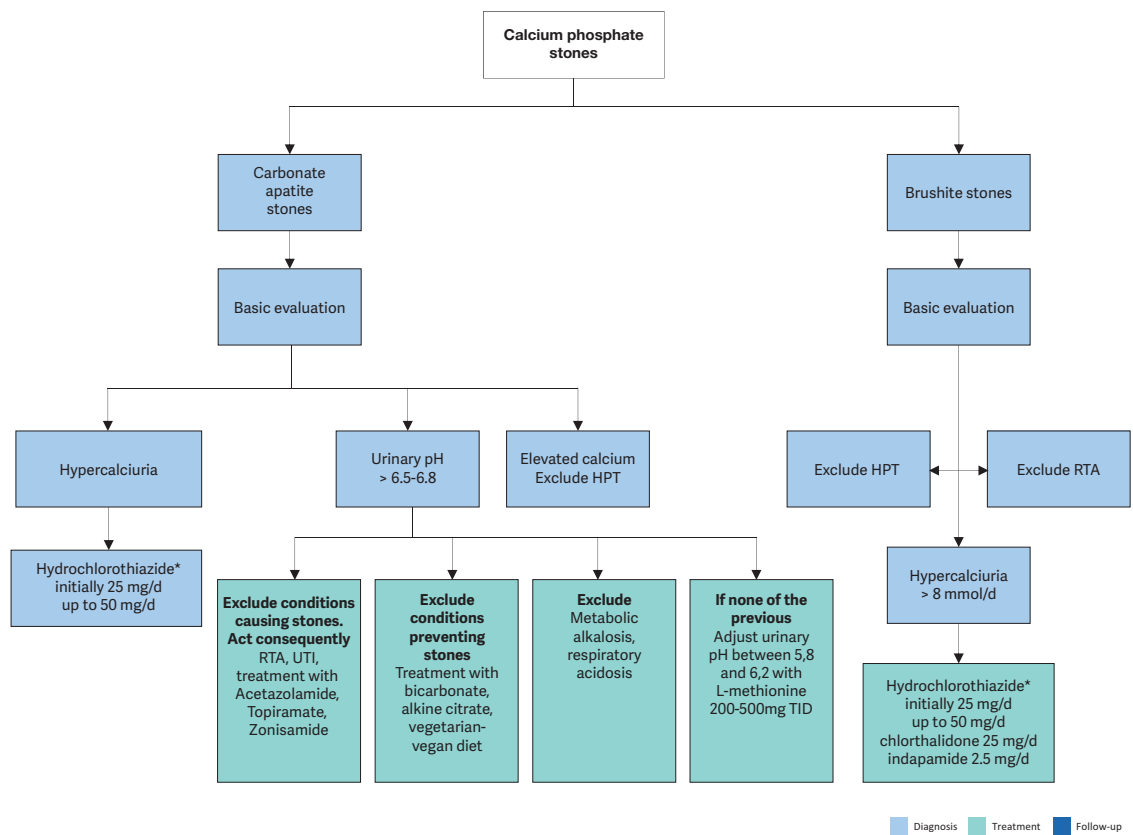 Calcium phosphate
stones
Carbonate
apatite
stones
Brushite stones
Basic evaluation
Basic evaluation
Hypercalciuria
Urinary pH
> 6.5-6.8
Elevated calcium
Exclude HPT
Exclude HPT
Exclude RTA
Hydrochlorothiazide*
initially 25 mg/d
up to 50 mg/d
Exclude conditions
causing stones.
Act consequently
RTA, UTI,
treatment with
Acetazolamide,
Topiramate,
Zonisamide
Exclude
conditions
preventing
stones
Treatment with
bicarbonate,
alkine citrate,
vegetarian-
vegan diet
Exclude
Metabolic
alkalosis,
respiratory
acidosis
If none of the
previous
Adjust urinary
pH between 5,8
and 6,2 with
L-methionine
200-500mg TID
Hypercalciuria
> 8 mmol/d
Hydrochlorothiazide*
initially 25 mg/d
up to 50 mg/d
chlorthalidone 25 mg/d
indapamide 2.5 mg/d
Diagnosis
Treatment
Follow-up